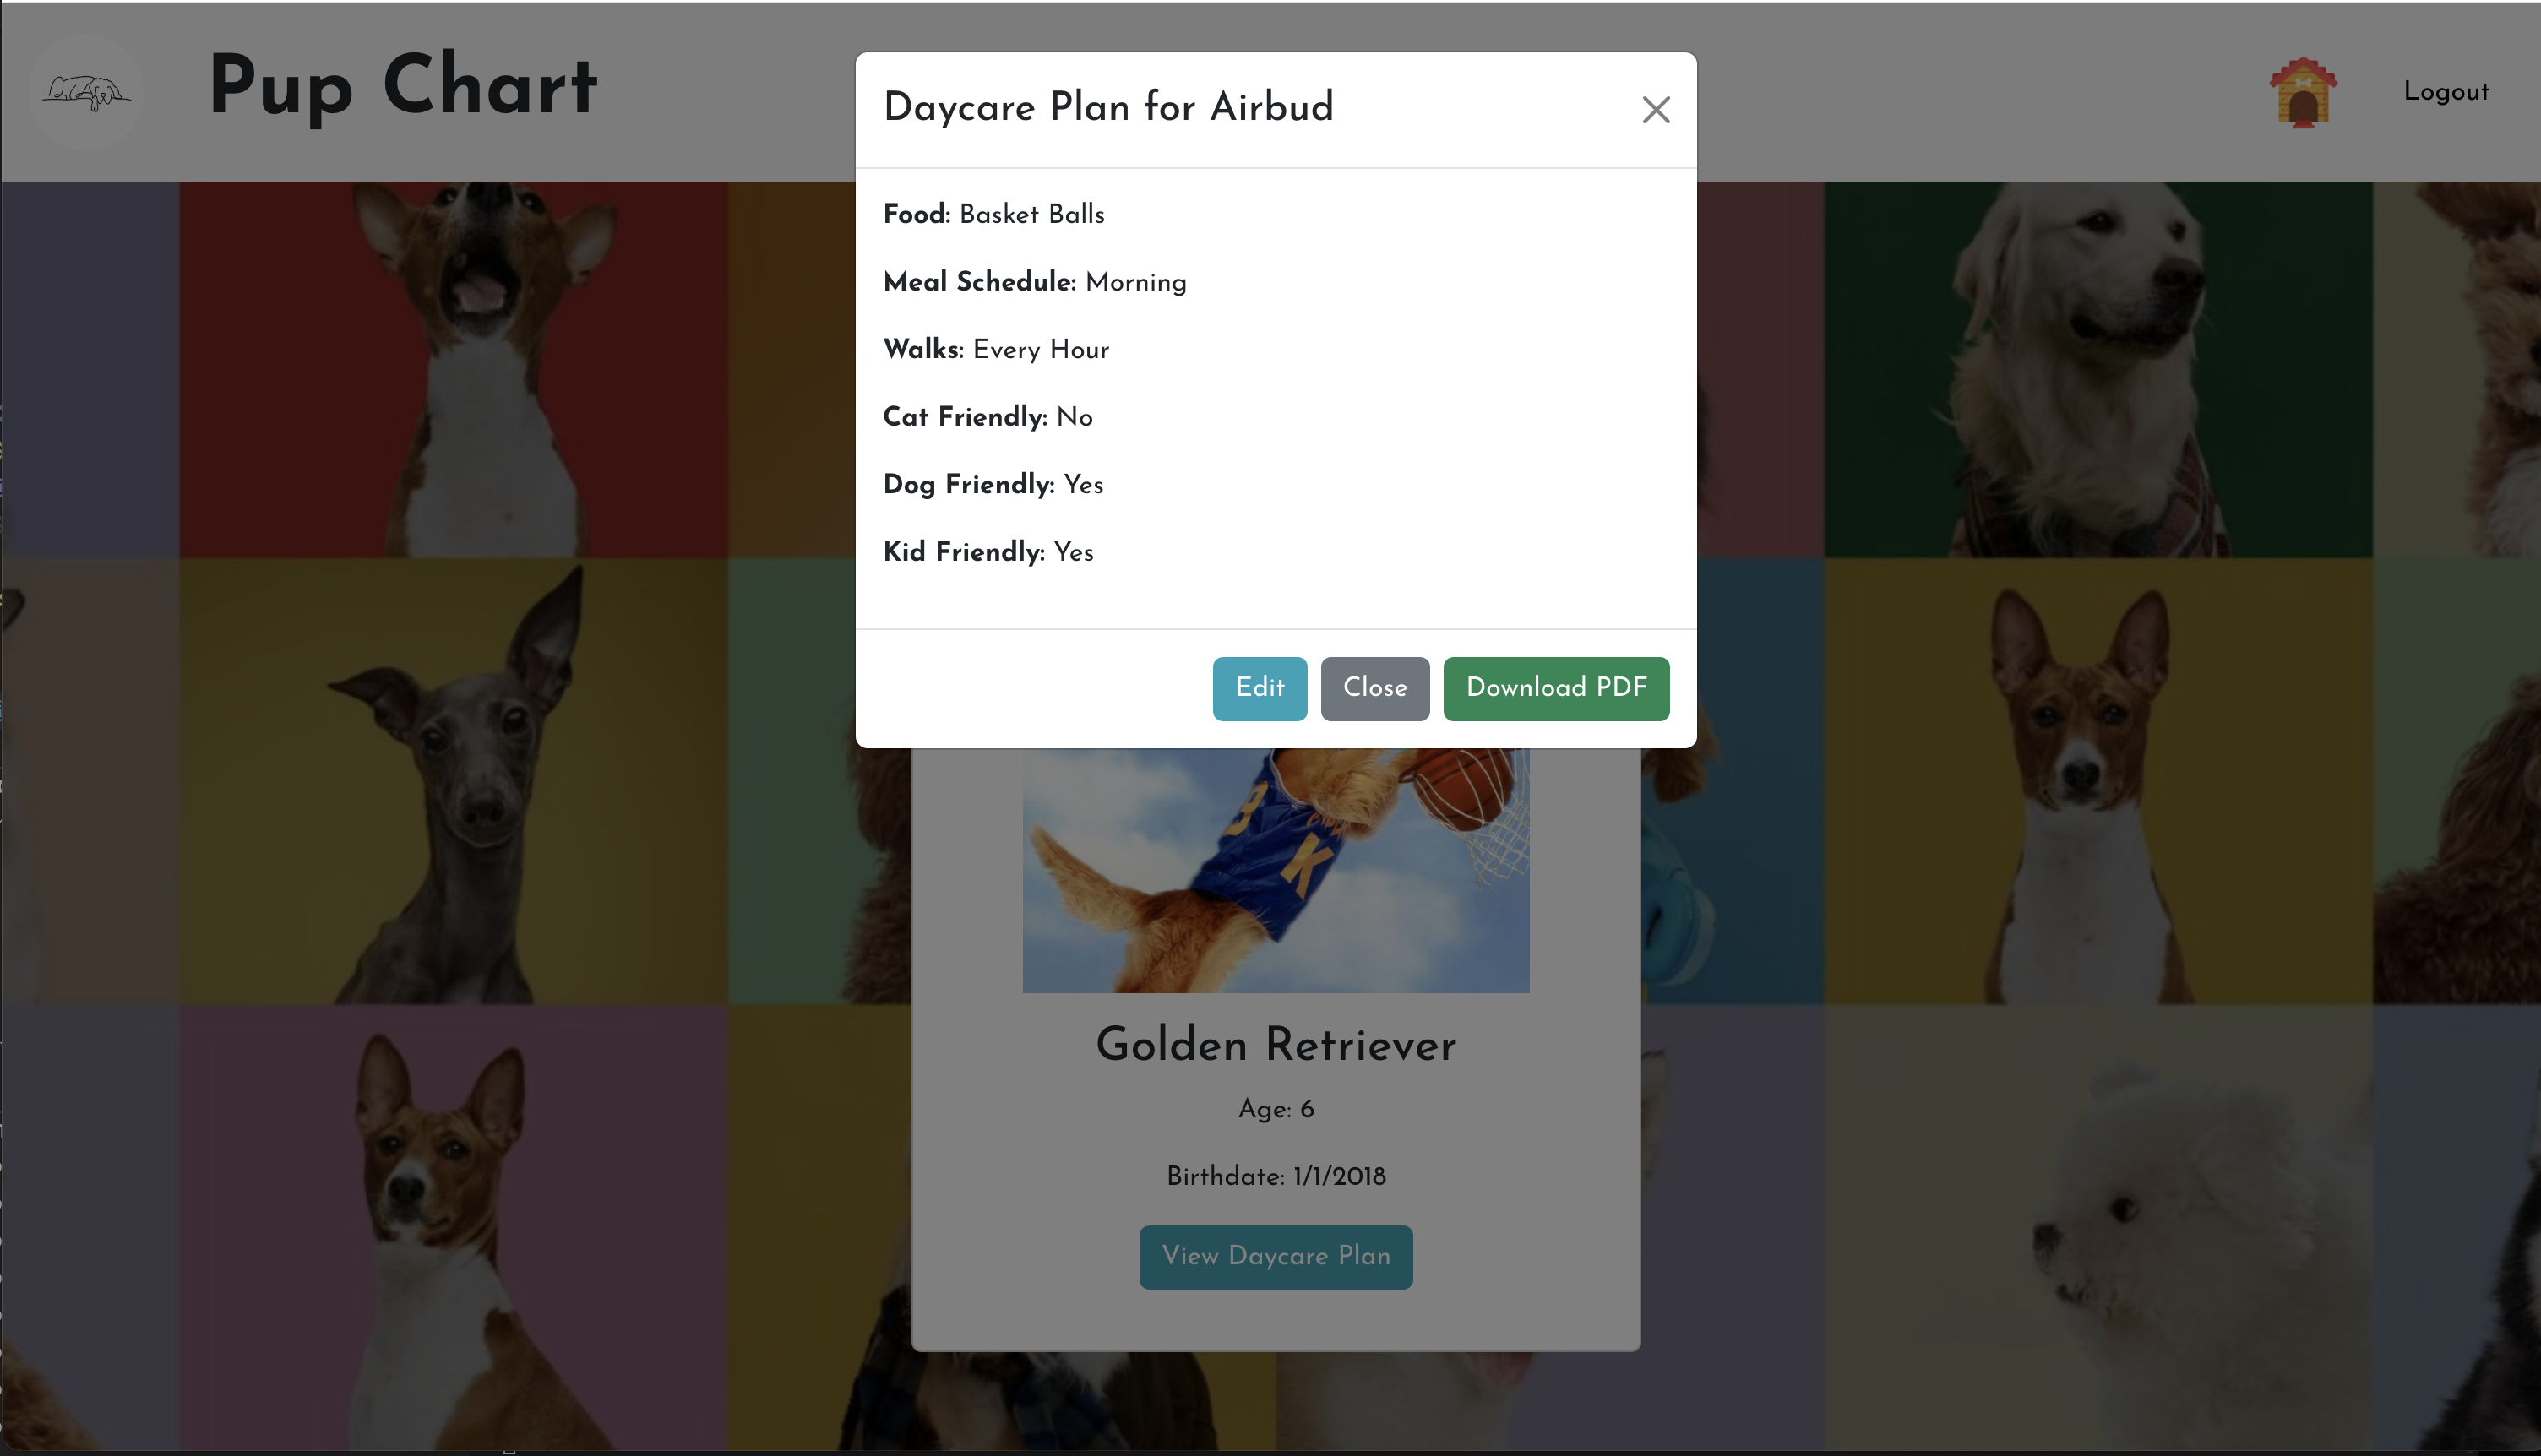 Pup Chart
Logout
Daycare Plan for Airbud
Food: Basket Balls
Meal Schedule: Morning
Walks: Every Hour
Cat Friendly: No
Dog Friendly: Yes
Kid Friendly: Yes
Edit Close Download PDF
B
K
Golden Retriever
Age: 6
Birthdate: 1/1/2018
View Daycare Plan